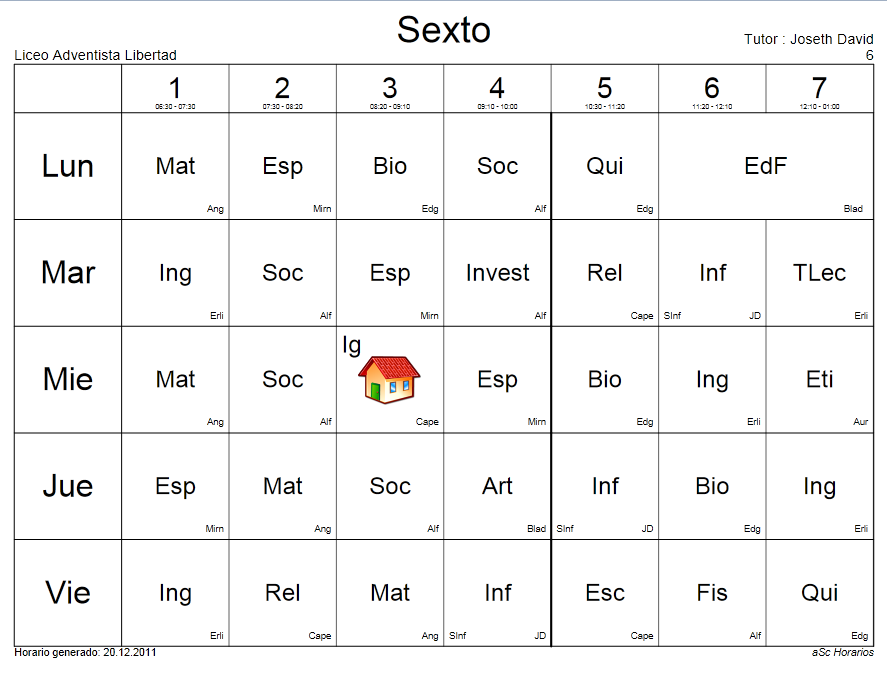 Sexto
Liceo Adventista Libertad
Tutor : Joseth David
6
1 2 3 4 5 6 7
06:30 - 07:30 07:30 - 08:20 08:20 - 09:10 09:10 - 10:00 10:30 - 11:20 11:20 - 12:10 12:10 - 01:00
Lun Mat Esp Bio Soc Qui EdF
Ang Mirn Edg Alf Edg Blad
Mar Ing Soc Esp Invest Rel Inf TLec
Erli Alf Mirn Alf Cape SInf JD Erli
Ig
Mie Mat Soc Esp Bio Ing Eti
Ang Alf Cape Mirn Edg Erli Aur
Jue Esp Mat Soc Art Inf Bio Ing
Mirn Ang Alf Blad SInf JD Edg Erli
Vie Ing Rel Mat Inf Esc Fis Qui
Erli Cape Ang SInf JD Cape Alf Edg
Horario generado: 20.12.2011
aSc Horarios